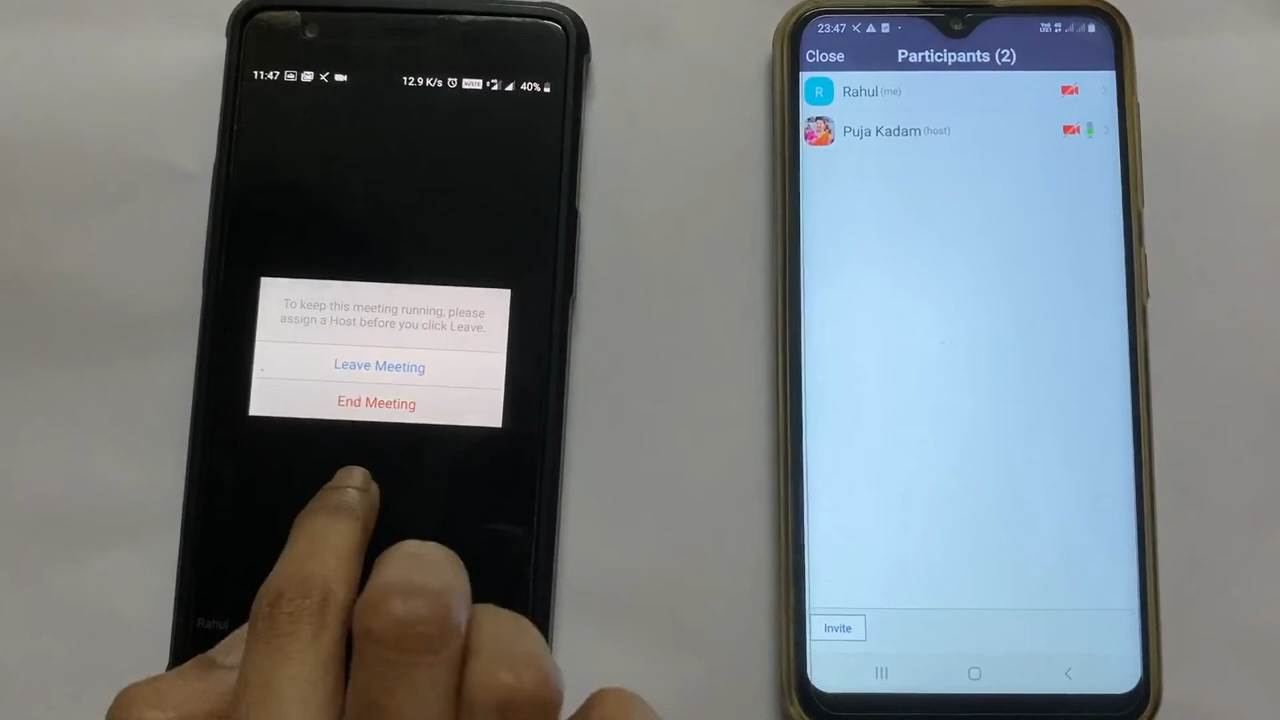 11:47
12.9 K/s
40%
To keep this meeting running, please
assign a Host before you click Leave.
Leave Meeting
End Meeting
Rahul
23:47
Close
Participants (2)
R
Rahul (me)
Puja Kadam (host)
Invite